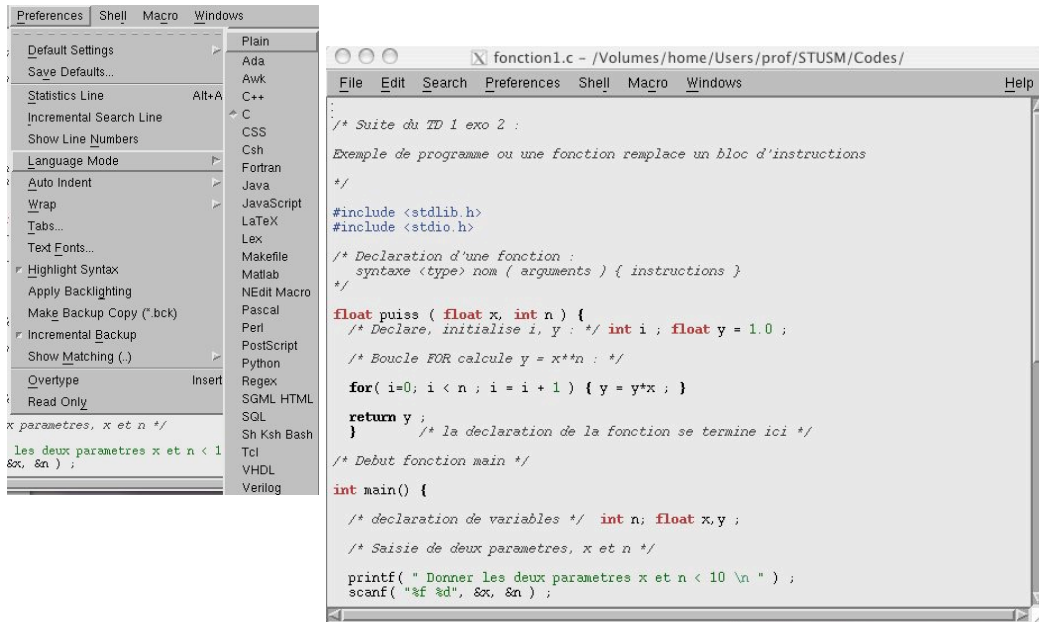 Preferences Shell Macro Windows
Default Settings
Save Defaults...
Statistics Line Alt+A
Incremental Search Line
Show Line Numbers
Language Mode
Auto Indent
Wrap
Tabs...
Text Fonts...
Highlight Syntax
Apply Backlighting
Make Backup Copy (*.bck)
Incremental Backup
Show Matching (..)
Overtype Insert
Read Only
x parametres, x et n */
les deux parametres x et n < 1
&x, &n ) ;
Plain
Ada
Awk
C++
C
CSS
Csh
Fortran
Java
JavaScript
LaTeX
Lex
Makefile
Matlab
NEdit Macro
Pascal
Perl
PostScript
Python
Regex
SGML HTML
SQL
Sh Ksh Bash
Tcl
VHDL
Verilog
X fonction1.c - /Volumes/home/Users/prof/STUSM/Codes/
File Edit Search Preferences Shell Macro Windows Help
/* Suite du TD 1 exo 2 :
Exemple de programme ou une fonction remplace un bloc d'instructions
*/
#include <stdlib.h>
#include <stdio.h>
/* Declaration d'une fonction :
syntaxe <type> nom ( arguments ) { instructions }
*/
float puiss ( float x, int n ) {
/* Declare, initialise i, y : */ int i ; float y = 1.0 ;
/* Boucle FOR calcule y = x**n : */
for( i=0; i < n ; i = i + 1 ) { y = y*x ; }
return y ;
} /* la declaration de la fonction se termine ici */
/* Debut fonction main */
int main() {
/* declaration de variables */ int n; float x,y ;
/* Saisie de deux parametres, x et n */
printf( " Donner les deux parametres x et n < 10 \n " ) ;
scanf( "%f %d", &x, &n ) ;